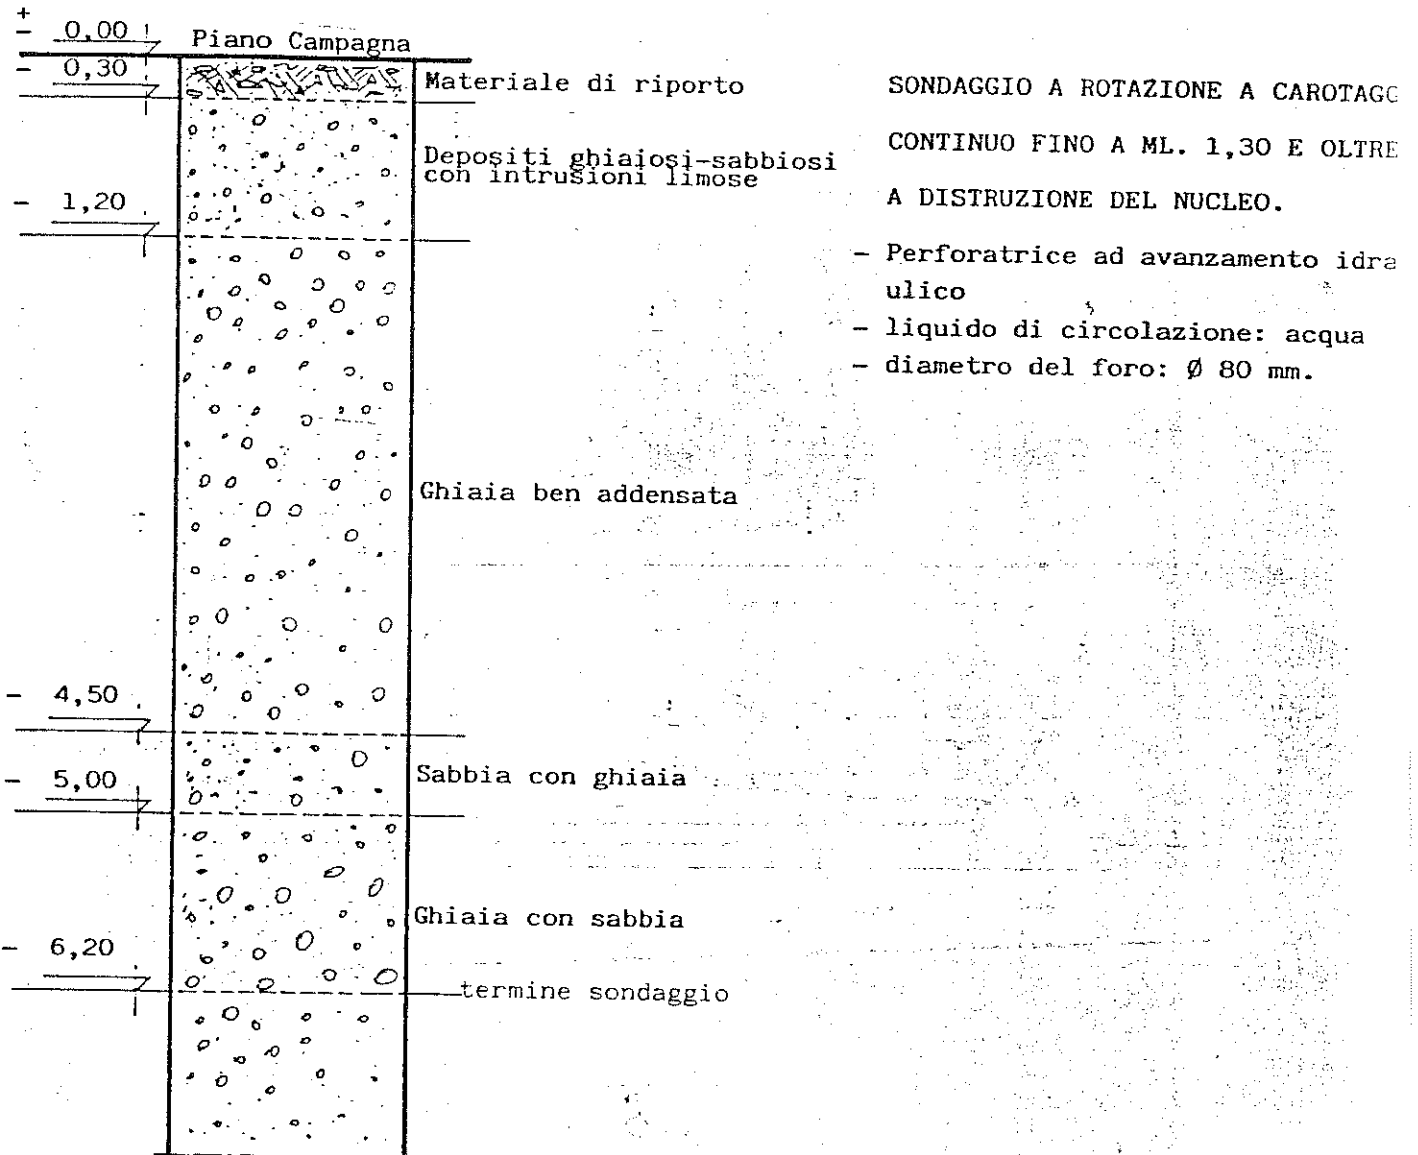 +
- 0,00
Piano Campagna
- 0,30
Materiale di riporto
Depositi ghiaiosi-sabbiosi
con intrusioni limose
- 1,20
Ghiaia ben addensata
- 4,50
- 5,00
Sabbia con ghiaia
Ghiaia con sabbia
- 6,20
termine sondaggio
SONDAGGIO A ROTAZIONE A CAROTAGG
CONTINUO FINO A ML. 1,30 E OLTRE
A DISTRUZIONE DEL NUCLEO.
- Perforatrice ad avanzamento idra
ulico
- liquido di circolazione: acqua
- diametro del foro: Ø 80 mm.